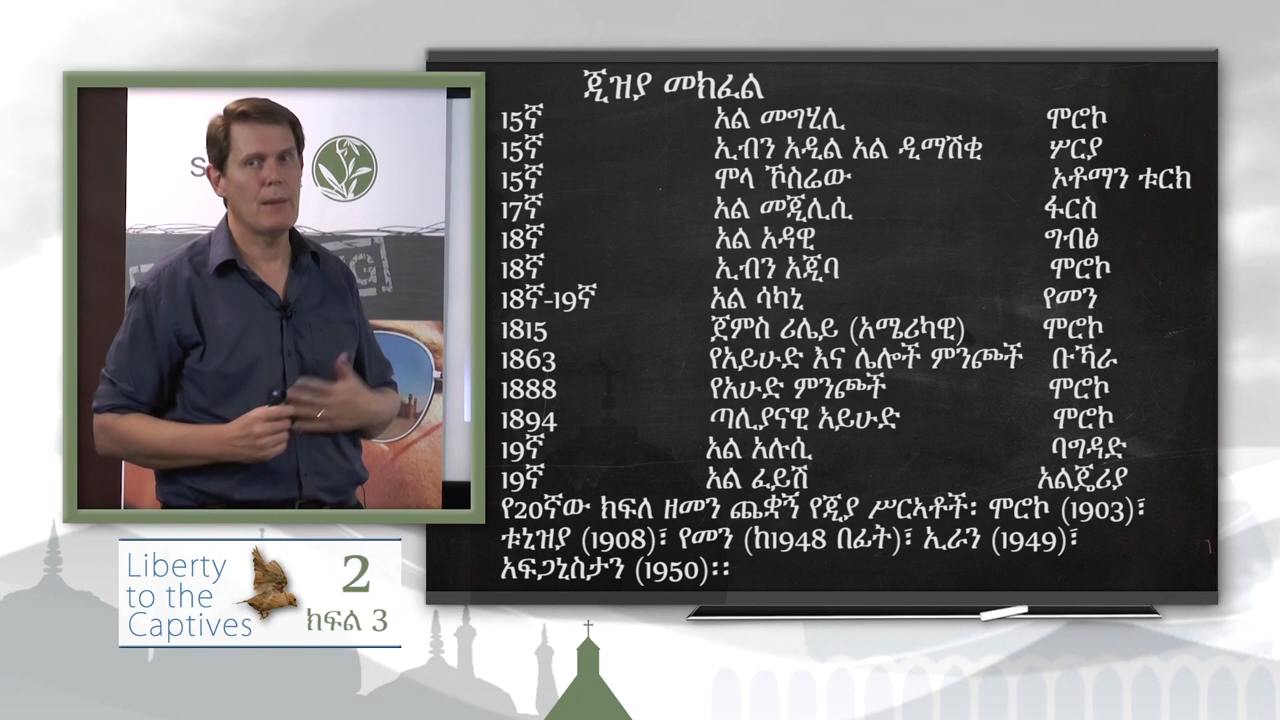 ጂዝያ መክፈል
15ኛ አል መግሂሊ ሞሮኮ
15ኛ ኢብን አዲል አል ዲማሽቂ ሦርያ
15ኛ ሞላ ኾስሬው ኦቶማን ቱርክ
17ኛ አል መጂሊሲ ፋርስ
18ኛ አል አዳዊ ግብፅ
18ኛ ኢብን አጂባ ሞሮኮ
18ኛ-19ኛ አል ሳካኒ የመን
1815 ጀምስ ሪሌይ (አሜሪካዊ) ሞሮኮ
1863 የአይሁድ እና ሌሎች ምንጮች ቡኻራ
1888 የአሁድ ምንጮች ሞሮኮ
1894 ጣሊያናዊ አይሁድ ሞሮኮ
19ኛ አል አሉሲ ባግዳድ
19ኛ አል ፈይሽ አልጄሪያ
የ20ኛው ክፍለ ዘመን ጨቋኝ የጂያ ሥርኣቶች፡ ሞሮኮ (1903)፣
ቱኒዝያ (1908)፣ የመን (ከ1948 በፊት)፣ ኢራን (1949)፣
አፍጋኒስታን (1950)፡፡
Liberty
to the
Captives
2
ክፍል 3